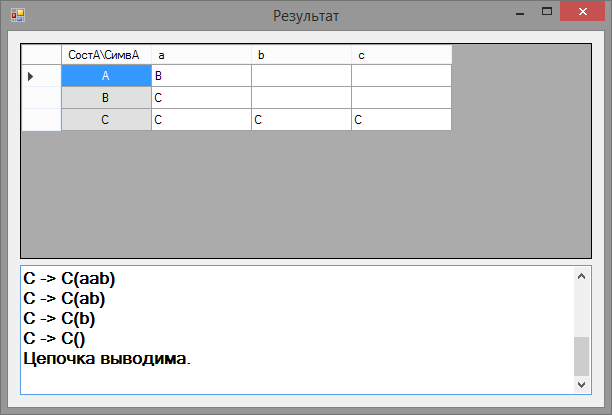 Результат
СостА\СимвА a b c
A B
B C
C C C C
C -> C(aab)
C -> C(ab)
C -> C(b)
C -> C()
Цепочка выводима.